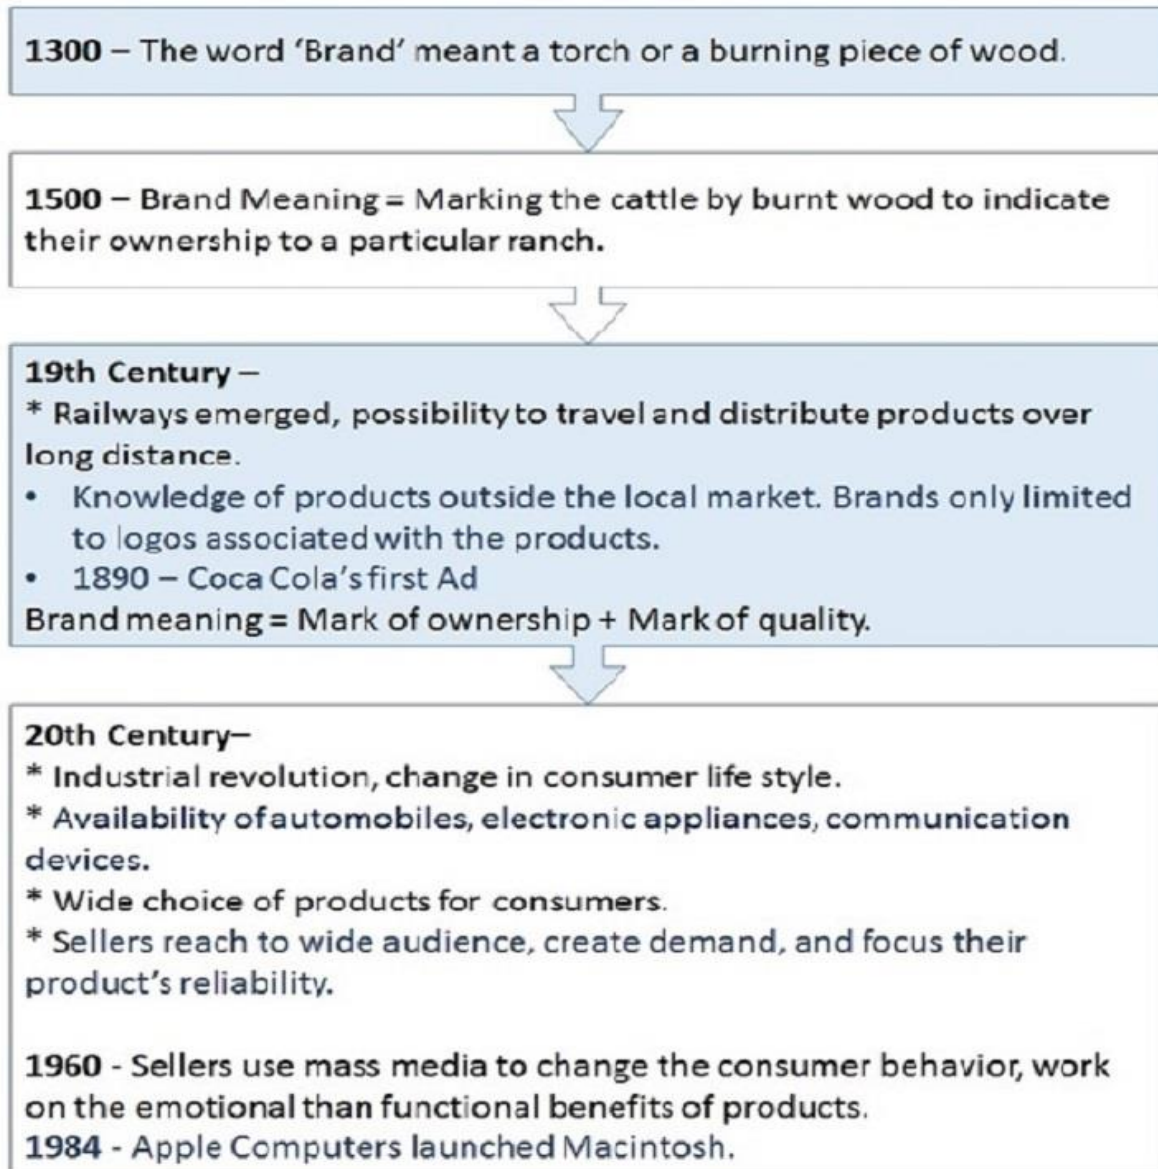 1300 – The word ‘Brand’ meant a torch or a burning piece of wood.
1500 – Brand Meaning = Marking the cattle by burnt wood to indicate
their ownership to a particular ranch.
19th Century –
* Railways emerged, possibility to travel and distribute products over
long distance.
• Knowledge of products outside the local market. Brands only limited
to logos associated with the products.
• 1890 – Coca Cola’s first Ad
Brand meaning = Mark of ownership + Mark of quality.
20th Century–
* Industrial revolution, change in consumer life style.
* Availability of automobiles, electronic appliances, communication
devices.
* Wide choice of products for consumers.
* Sellers reach to wide audience, create demand, and focus their
product’s reliability.
1960 - Sellers use mass media to change the consumer behavior, work
on the emotional than functional benefits of products.
1984 - Apple Computers launched Macintosh.